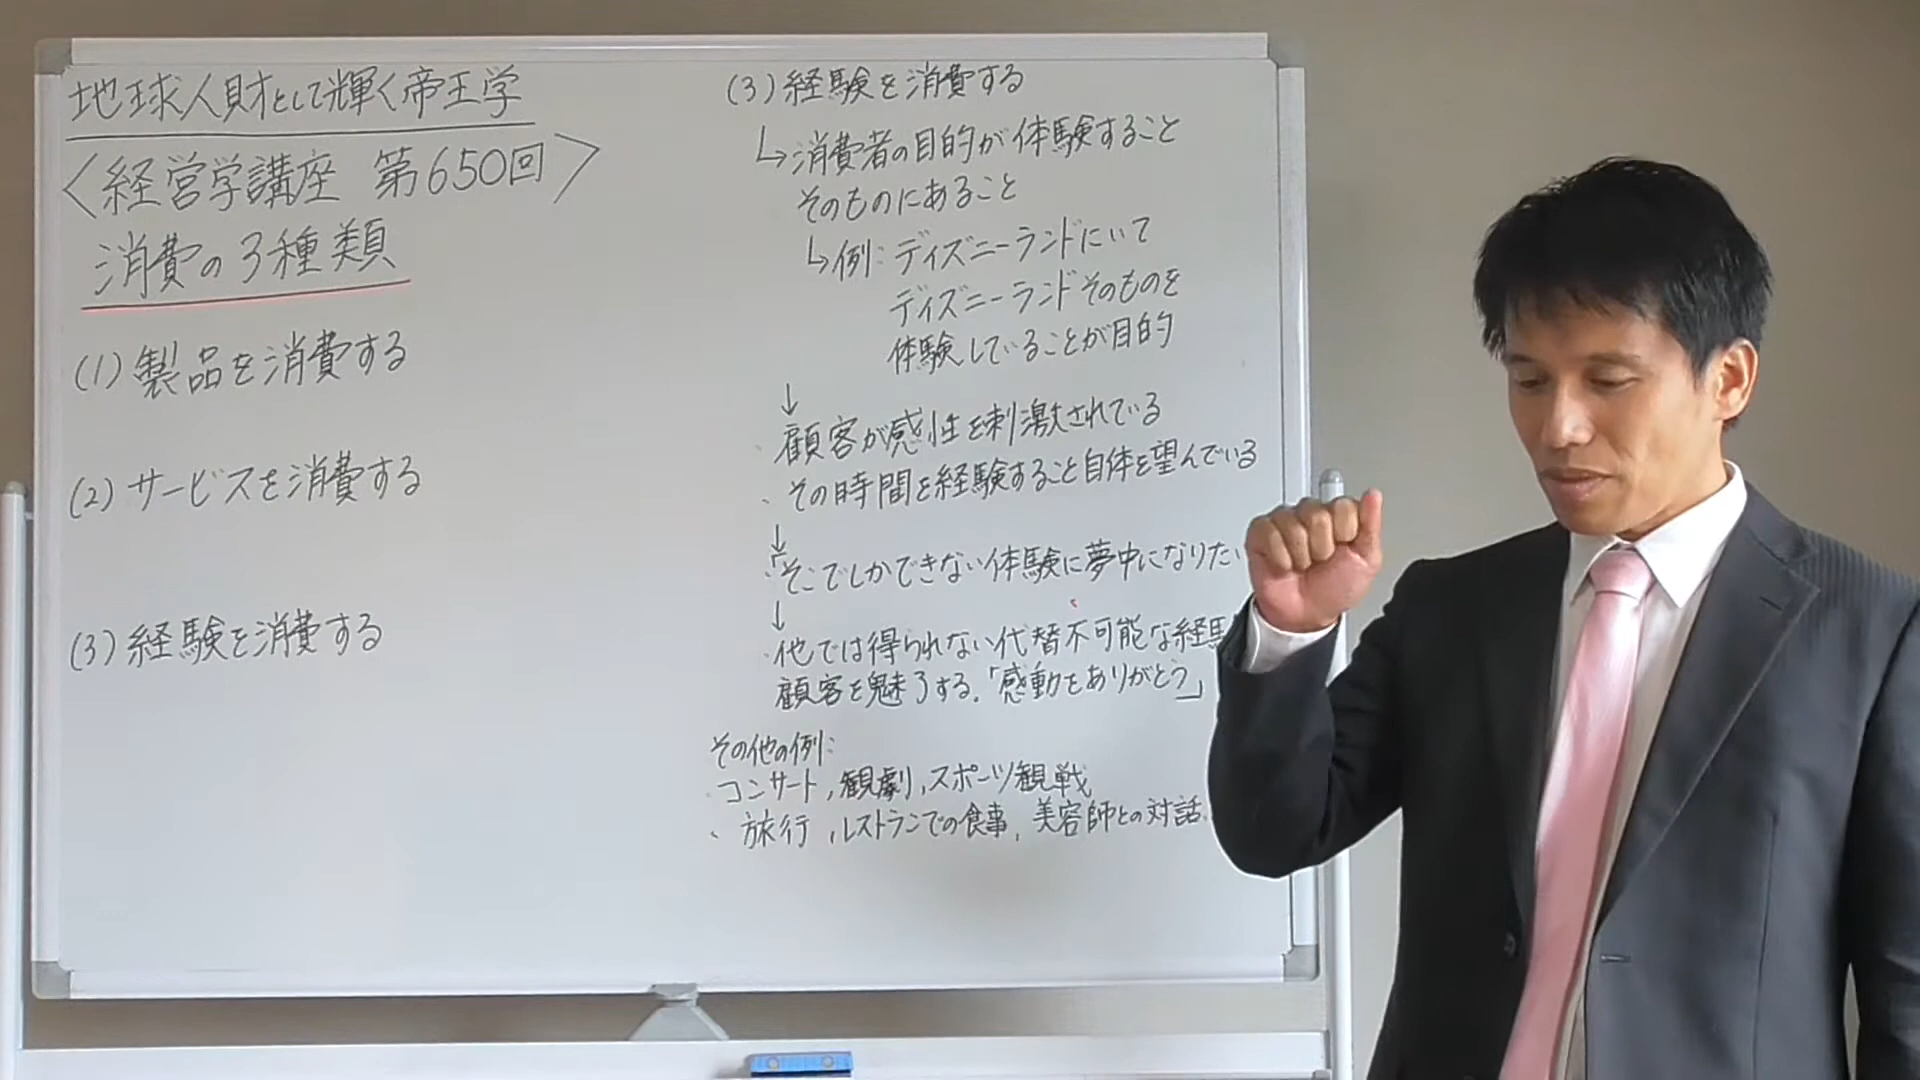 地球人財として輝く帝王学
〈経営学講座 第650回〉
消費の3種類
(1)製品を消費する
(2)サービスを消費する
(3)経験を消費する
(3)経験を消費する
↳消費者の目的が体験すること
そのものにあること
↳例:ディズニーランドにいて
ディズニーランドそのものを
体験していることが目的
↓
・顧客が感性を刺激されている
・その時間を経験すること自体を望んでいる
↓
・「そこでしかできない体験に夢中になりたい
↓
・他では得られない代替不可能な経
顧客を魅了する.「感動をありがとう」
その他の例:
・コンサート,観劇,スポーツ観戦
・旅行,レストランでの食事,美容師との対話